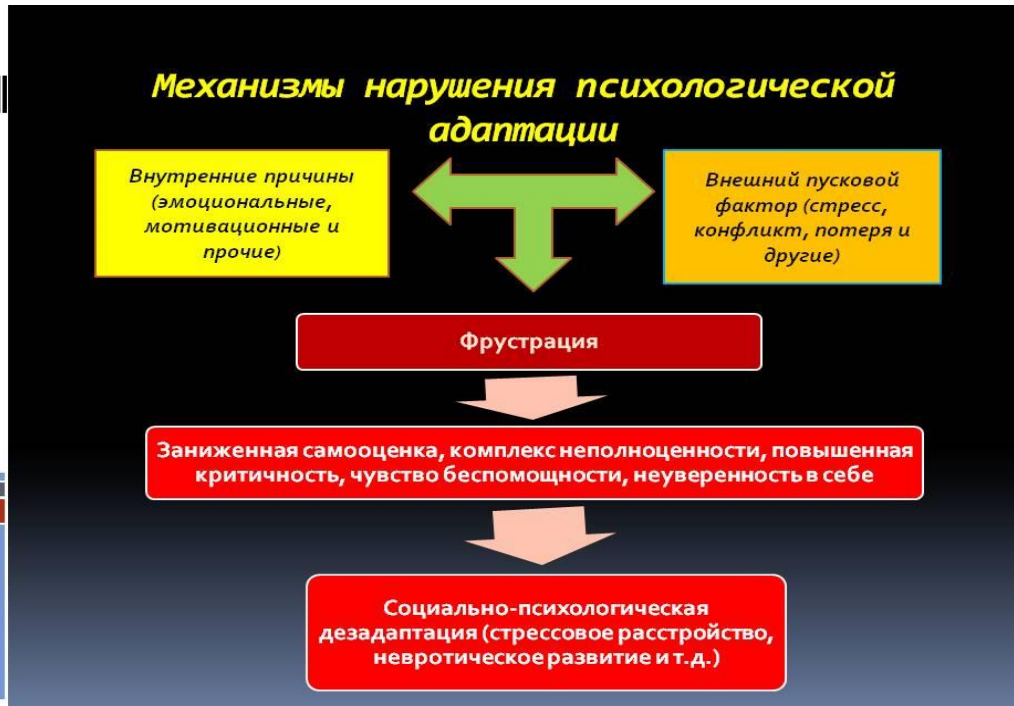 Механизмы нарушения психологической
адаптации
Внутренние причины
(эмоциональные,
мотивационные и
прочие)
Внешний пусковой
фактор (стресс,
конфликт, потеря и
другие)
Фрустрация
Заниженная самооценка, комплекс неполноценности, повышенная
критичность, чувство беспомощности, неуверенность в себе
Социально-психологическая
дезадаптация (стрессовое расстройство,
невротическое развитие и т.д.)